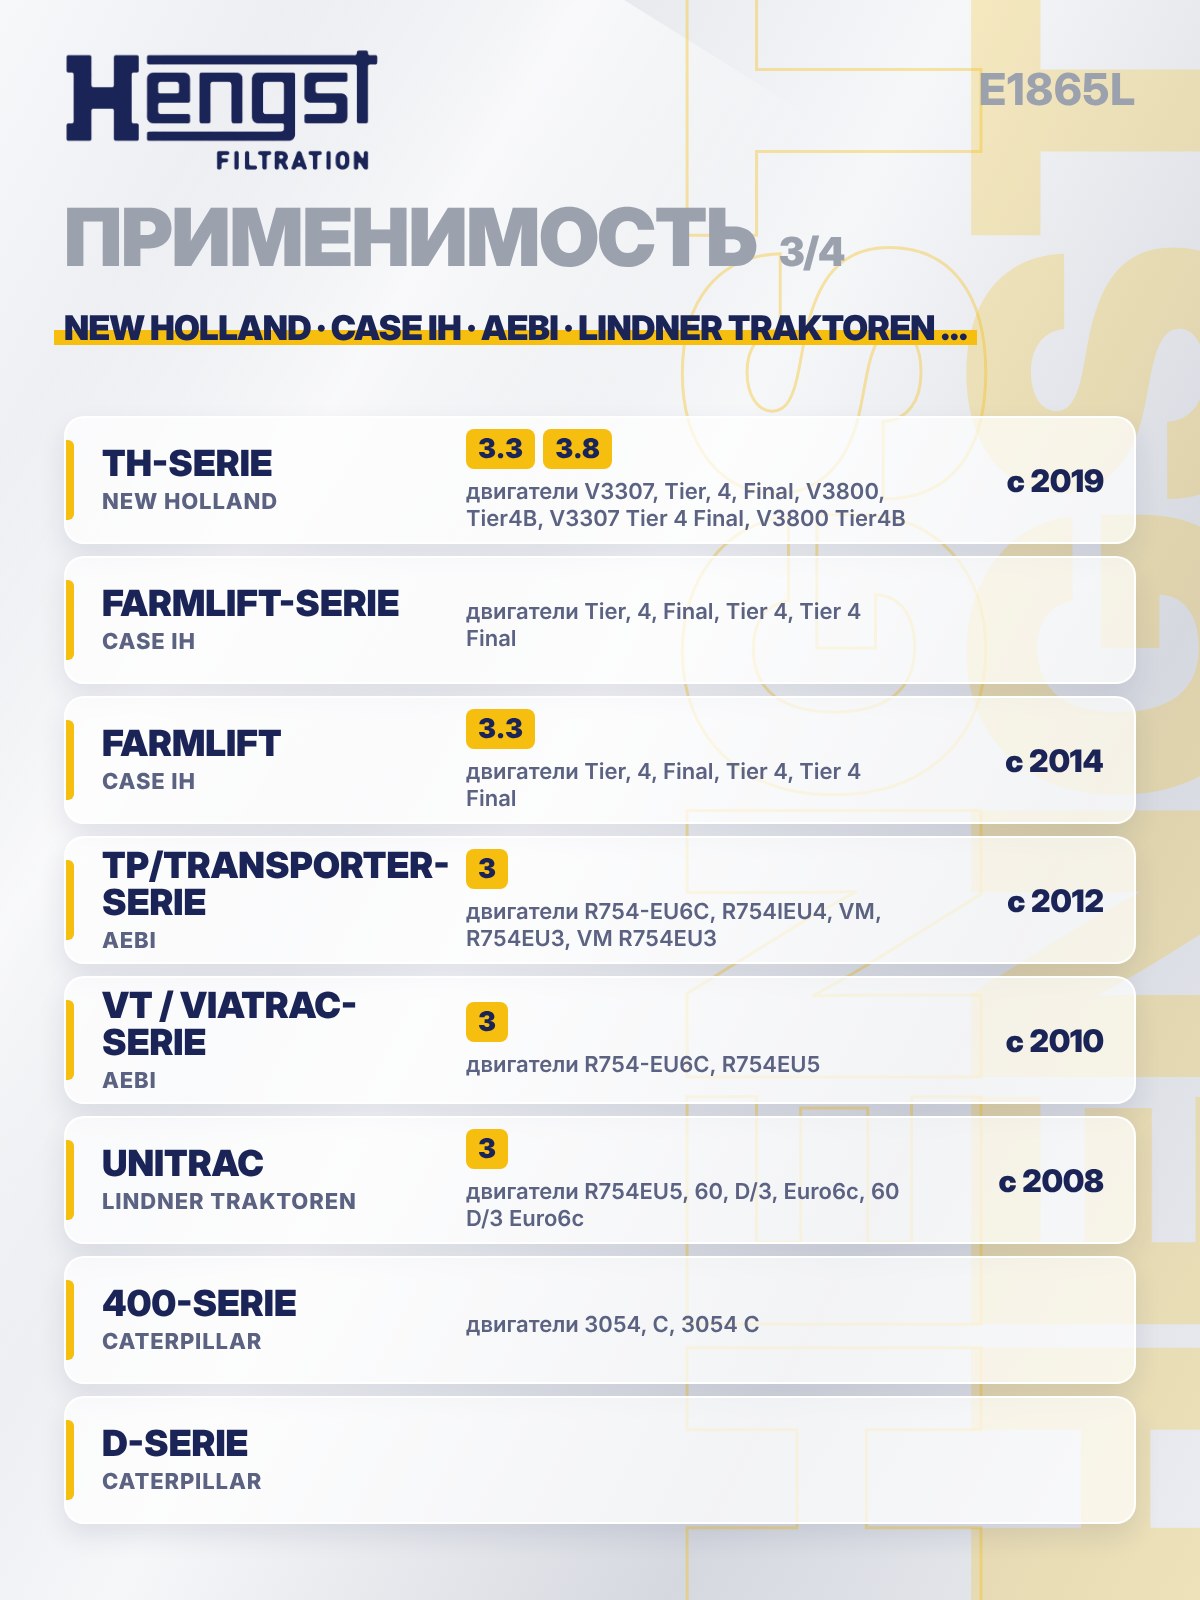 Hengst
FILTRATION
E1865L
ПРИМЕНИМОСТЬ 3/4
NEW HOLLAND · CASE IH · AEBI · LINDNER TRAKTOREN ...
TH-SERIE
NEW HOLLAND
3.3 3.8
двигатели V3307, Tier, 4, Final, V3800,
Tier4B, V3307 Tier 4 Final, V3800 Tier4B
с 2019
FARMLIFT-SERIE
CASE IH
двигатели Tier, 4, Final, Tier 4, Tier 4
Final
FARMLIFT
CASE IH
3.3
двигатели Tier, 4, Final, Tier 4, Tier 4
Final
с 2014
TP/TRANSPORTER-
SERIE
AEBI
3
двигатели R754-EU6C, R754IEU4, VM,
R754EU3, VM R754EU3
с 2012
VT / VIATRAC-
SERIE
AEBI
3
двигатели R754-EU6C, R754EU5
с 2010
UNITRAC
LINDNER TRAKTOREN
3
двигатели R754EU5, 60, D/3, Euro6c, 60
D/3 Euro6c
с 2008
400-SERIE
CATERPILLAR
двигатели 3054, C, 3054 C
D-SERIE
CATERPILLAR
HENGST
HENGST